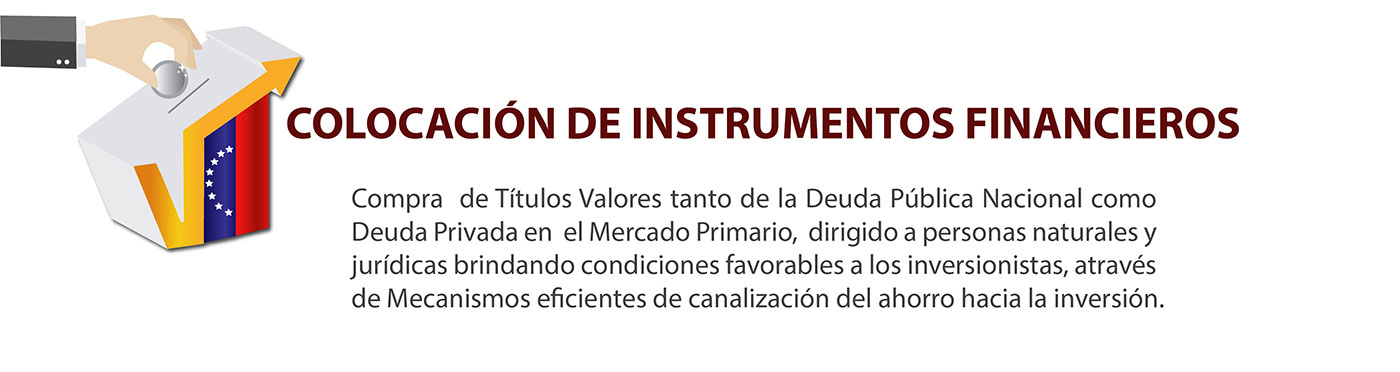 COLOCACIÓN DE INSTRUMENTOS FINANCIEROS
Compra de Títulos Valores tanto de la Deuda Pública Nacional como
Deuda Privada en el Mercado Primario, dirigido a personas naturales y
jurídicas brindando condiciones favorables a los inversionistas, através
de Mecanismos eficientes de canalización del ahorro hacia la inversión.